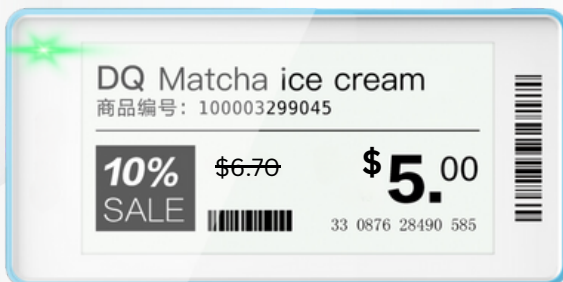 DQ Matcha ice cream
商品编号：100003299045
10%
SALE
$6.70
$5.00
33 0876 28490 585